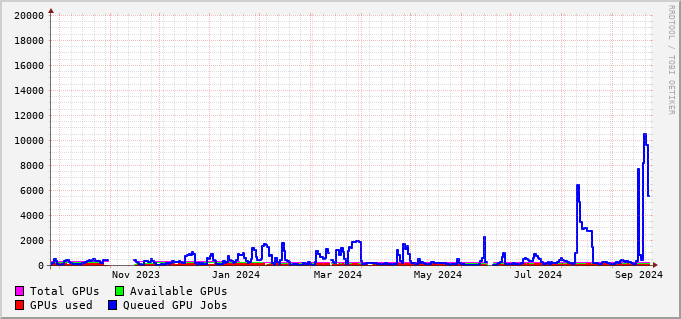 20000
18000
16000
14000
12000
10000
8000
6000
4000
2000
0
Nov 2023 Jan 2024 Mar 2024 May 2024 Jul 2024 Sep 2024
Total GPUs Available GPUs
GPUs used Queued GPU Jobs
RRDTOOL / TOBI OETIKER